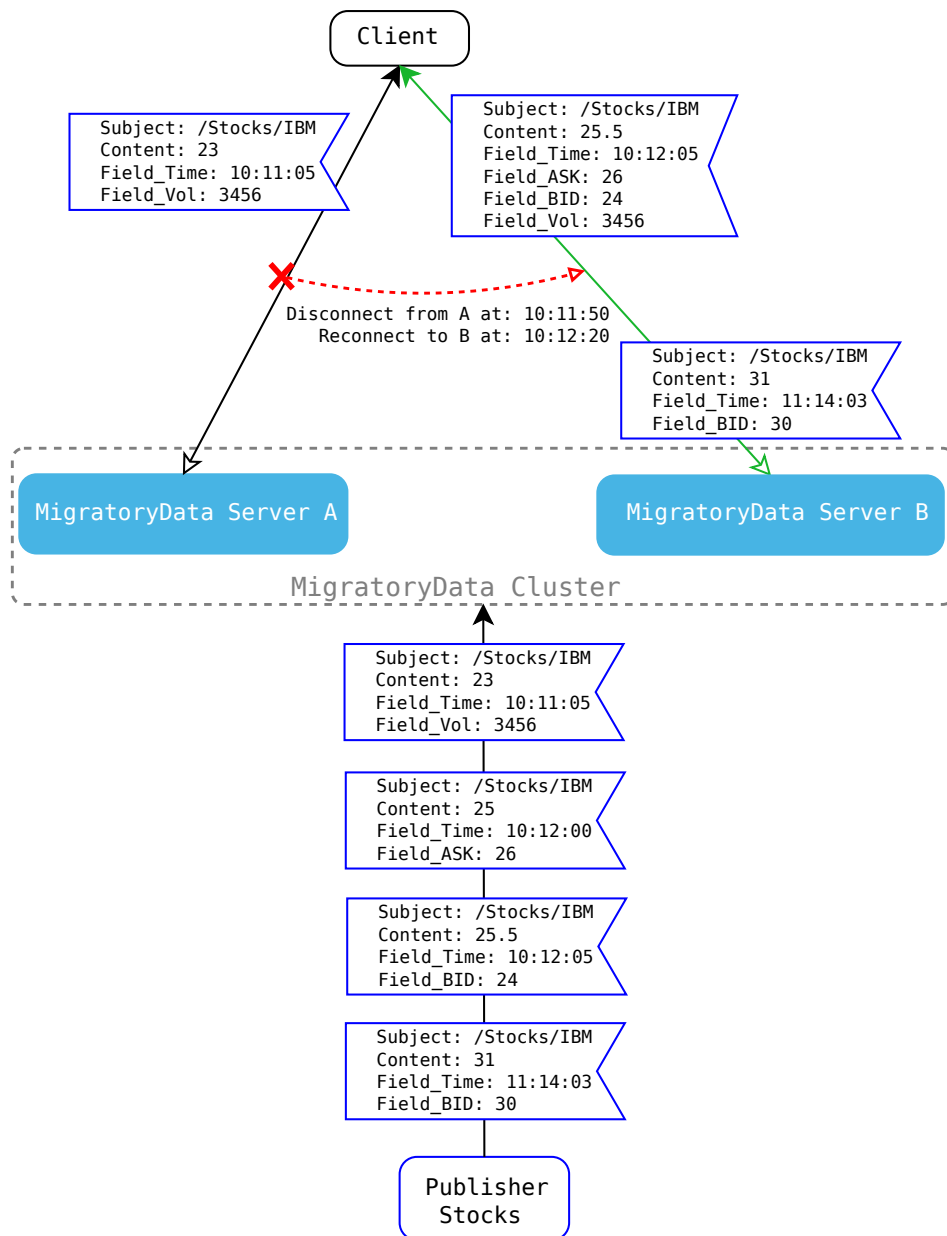 Client
Subject: /Stocks/IBM
Content: 23
Field_Time: 10:11:05
Field_Vol: 3456
Subject: /Stocks/IBM
Content: 25.5
Field_Time: 10:12:05
Field_ASK: 26
Field_BID: 24
Field_Vol: 3456
Disconnect from A at: 10:11:50
Reconnect to B at: 10:12:20
Subject: /Stocks/IBM
Content: 31
Field_Time: 11:14:03
Field_BID: 30
MigratoryData Server A
MigratoryData Server B
MigratoryData Cluster
Subject: /Stocks/IBM
Content: 23
Field_Time: 10:11:05
Field_Vol: 3456
Subject: /Stocks/IBM
Content: 25
Field_Time: 10:12:00
Field_ASK: 26
Subject: /Stocks/IBM
Content: 25.5
Field_Time: 10:12:05
Field_BID: 24
Subject: /Stocks/IBM
Content: 31
Field_Time: 11:14:03
Field_BID: 30
Publisher
Stocks